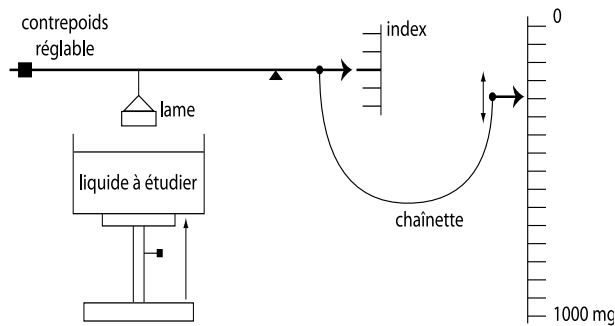 contrepoids
réglable
index
0
lame
liquide à étudier
chaînette
1000 mg